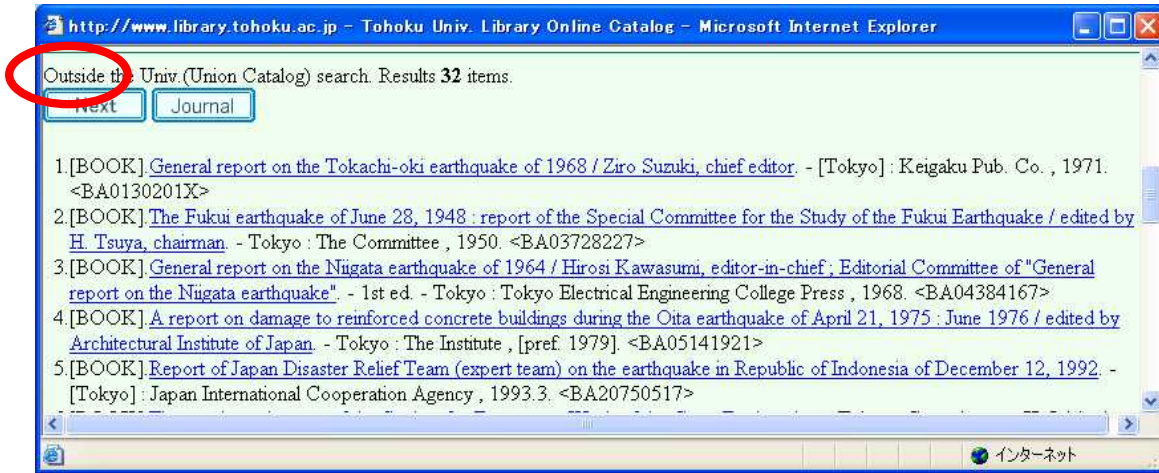 http://www.library.tohoku.ac.jp - Tohoku Univ. Library Online Catalog - Microsoft Internet Explorer
Outside the Univ.(Union Catalog) search. Results 32 items.
Next Journal
1.[BOOK].General report on the Tokachi-oki earthquake of 1968 / Ziro Suzuki, chief editor. - [Tokyo] : Keigaku Pub. Co. , 1971.
<BA0130201X>
2.[BOOK].The Fukui earthquake of June 28, 1948 : report of the Special Committee for the Study of the Fukui Earthquake / edited by
H. Tsuya, chairman. - Tokyo : The Committee , 1950. <BA03728227>
3.[BOOK].General report on the Niigata earthquake of 1964 / Hirosi Kawasumi, editor-in-chief ; Editorial Committee of "General
report on the Niigata earthquake". - 1st ed. - Tokyo : Tokyo Electrical Engineering College Press , 1968. <BA04384167>
4.[BOOK].A report on damage to reinforced concrete buildings during the Oita earthquake of April 21, 1975 : June 1976 / edited by
Architectural Institute of Japan. - Tokyo : The Institute , [pref. 1979]. <BA05141921>
5.[BOOK].Report of Japan Disaster Relief Team (expert team) on the earthquake in Republic of Indonesia of December 12, 1992. -
[Tokyo] : Japan International Cooperation Agency , 1993.3. <BA20750517>
インターネット